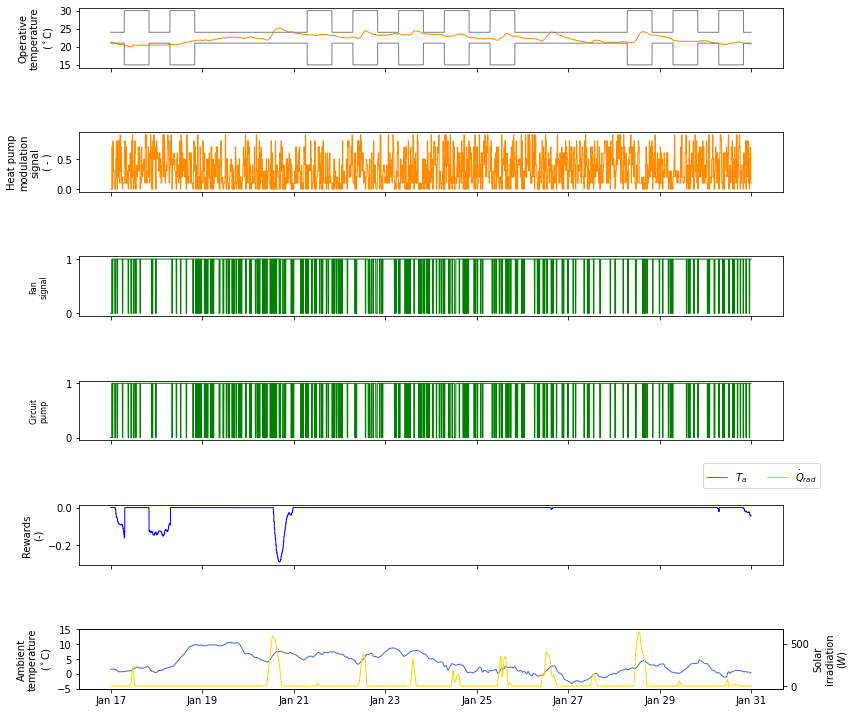 Operative
temperature
(°C)
30
25
20
15
Heat pump
modulation
signal
( - )
0.5
0.0
Fan
signal
1
0
Circuit
pump
1
0
T_a
Q̇_rad
Rewards
(-)
0.0
−0.2
Ambient
temperature
(°C)
15
10
5
0
−5
500
0
Solar
irradiation
(W)
Jan 17
Jan 19
Jan 21
Jan 23
Jan 25
Jan 27
Jan 29
Jan 31